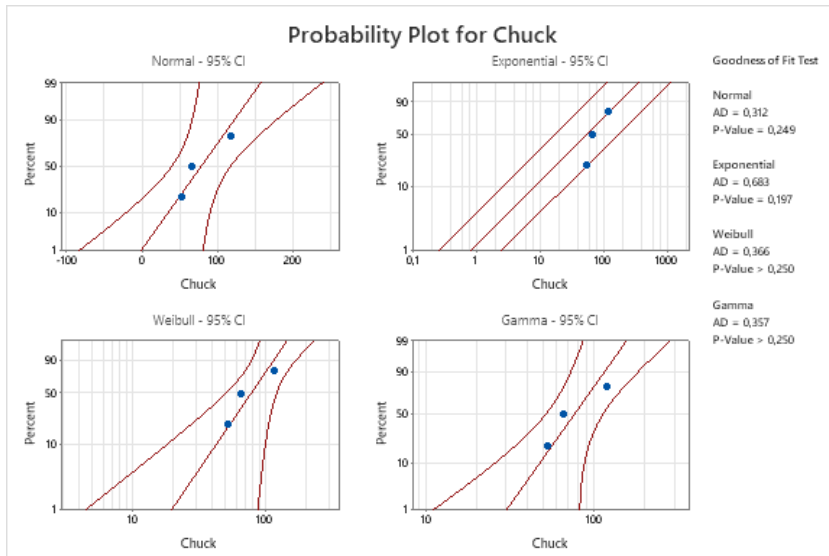 Probability Plot for Chuck
Normal - 95% CI
99
90
50
10
1
Percent
-100 0 100 200
Chuck
Exponential - 95% CI
90
50
10
1
Percent
0,1 1 10 100 1000
Chuck
Goodness of Fit Test
Normal
AD = 0,312
P-Value = 0,249
Exponential
AD = 0,683
P-Value = 0,197
Weibull
AD = 0,366
P-Value > 0,250
Gamma
AD = 0,357
P-Value > 0,250
Weibull - 95% CI
90
50
10
1
Percent
10 100
Chuck
Gamma - 95% CI
99
90
50
10
1
Percent
10 100
Chuck